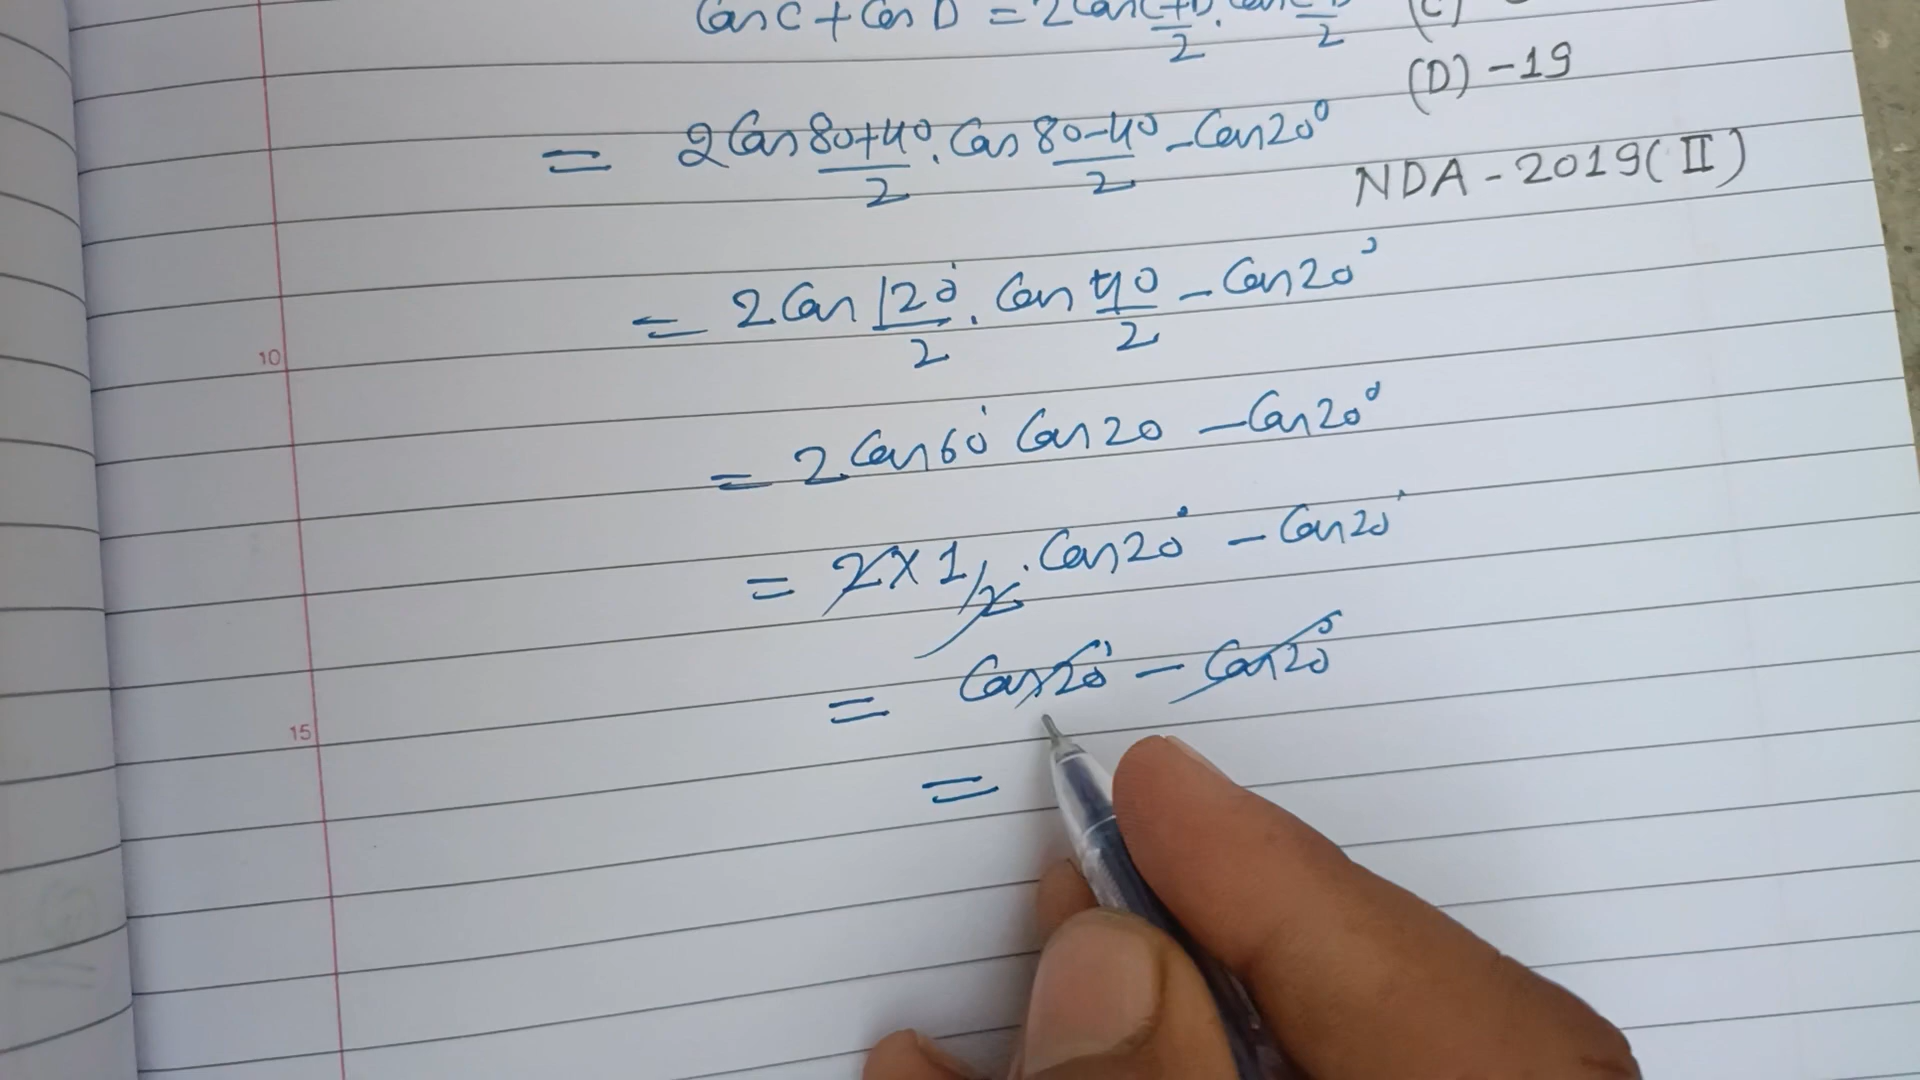 Cos C + Cos D = 2 Cos C+D/2 . Cos C-D/2 (C)
(D) - 19
= 2 Cos 80+40/2 . Cos 80-40/2 - Cos 20°
NDA - 2019(II)
= 2 Cos 120°/2 . Cos 40/2 - Cos 20°
10
= 2 Cos 60° Cos 20 - Cos 20°
= 2 × 1/2 . Cos 20° - Cos 20°
= Cos 20° - Cos 20°
15
=